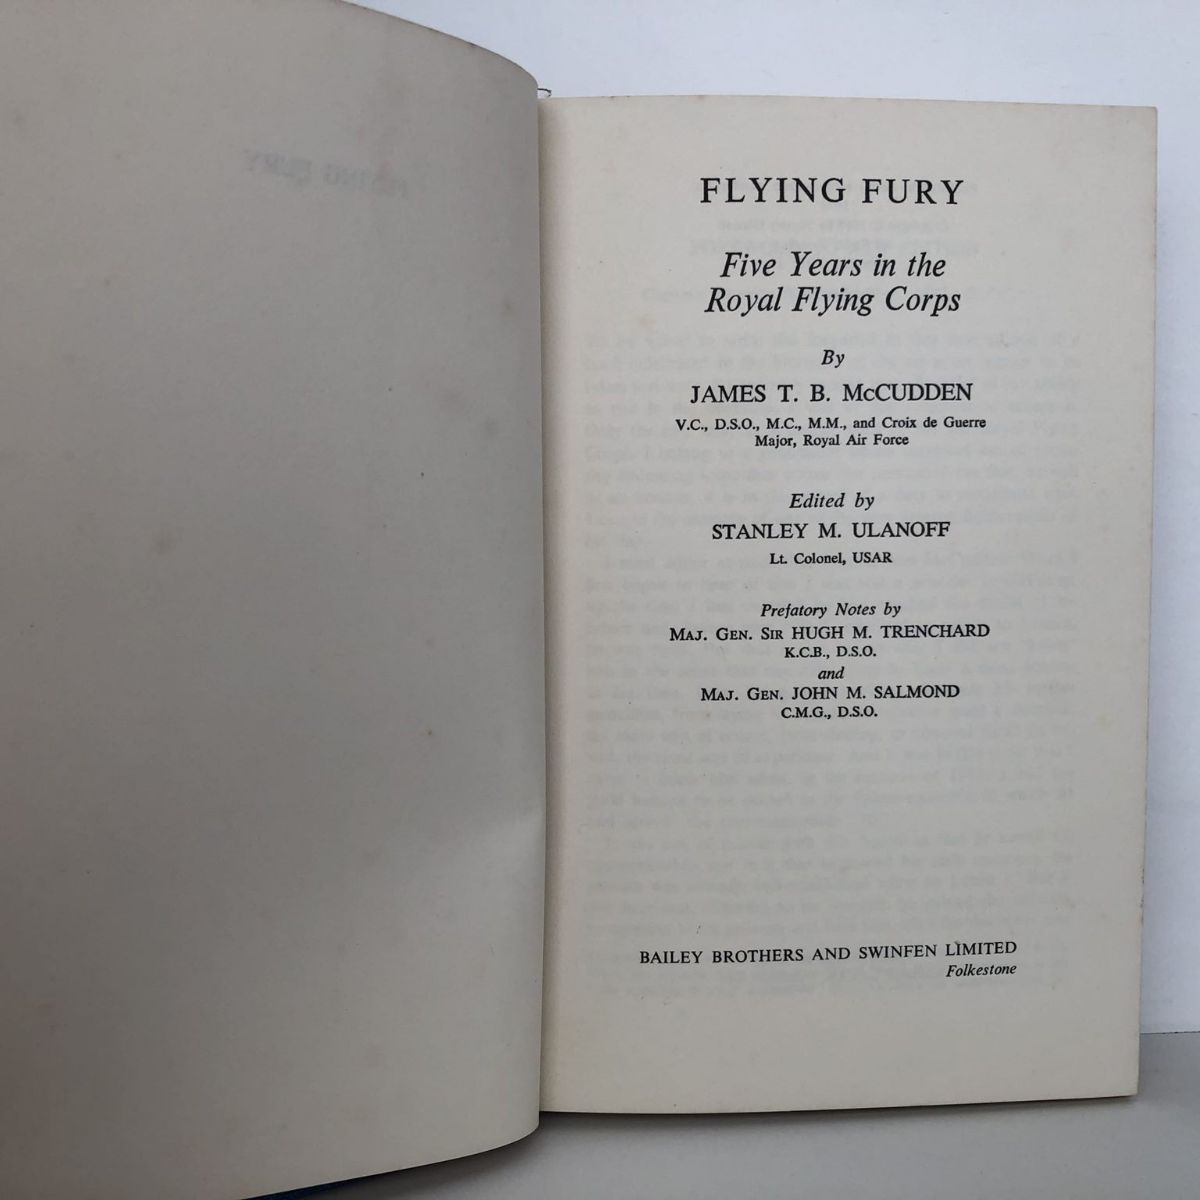 FLYING FURY
Five Years in the
Royal Flying Corps
By
JAMES T. B. McCUDDEN
V.C., D.S.O., M.C., M.M., and Croix de Guerre
Major, Royal Air Force
Edited by
STANLEY M. ULANOFF
Lt. Colonel, USAR
Prefatory Notes by
MAJ. GEN. SIR HUGH M. TRENCHARD
K.C.B., D.S.O.
and
MAJ. GEN. JOHN M. SALMOND
C.M.G., D.S.O.
BAILEY BROTHERS AND SWINFEN LIMITED
Folkestone